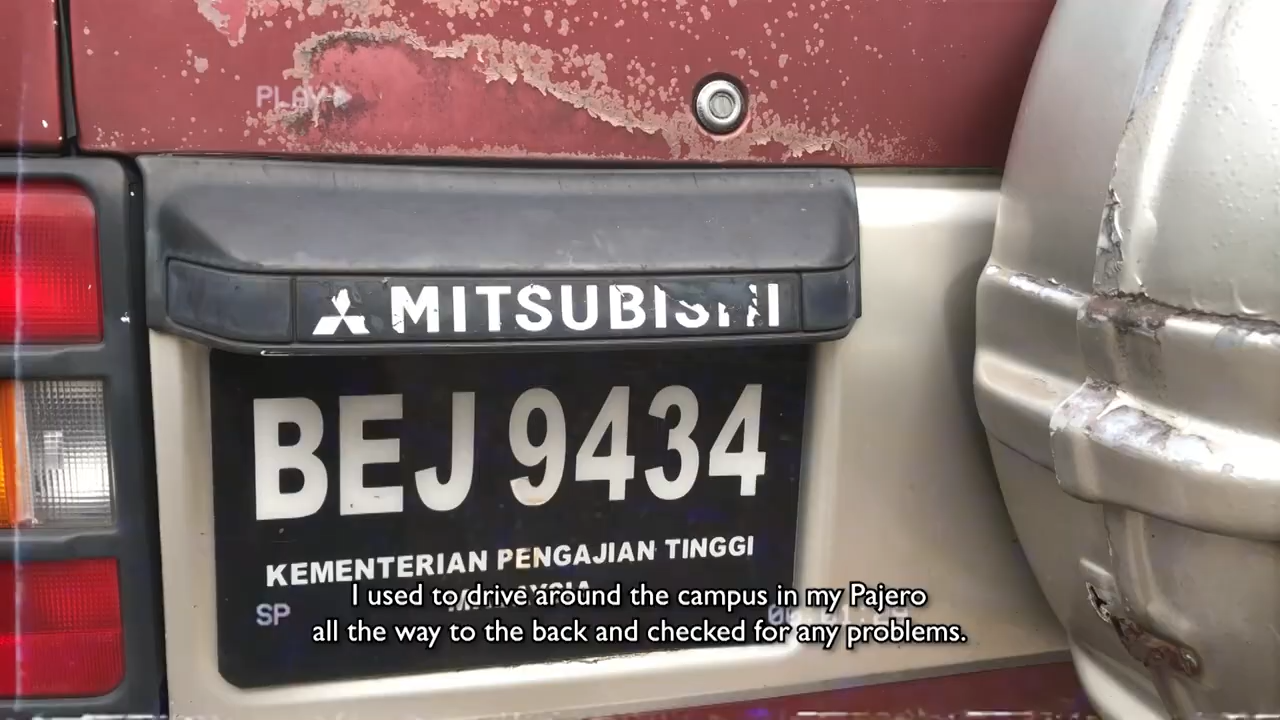 PLAY
MITSUBISHI
BEJ 9434
KEMENTERIAN PENGAJIAN TINGGI
MALAYSIA
SP
I used to drive around the campus in my Pajero
all the way to the back and checked for any problems.